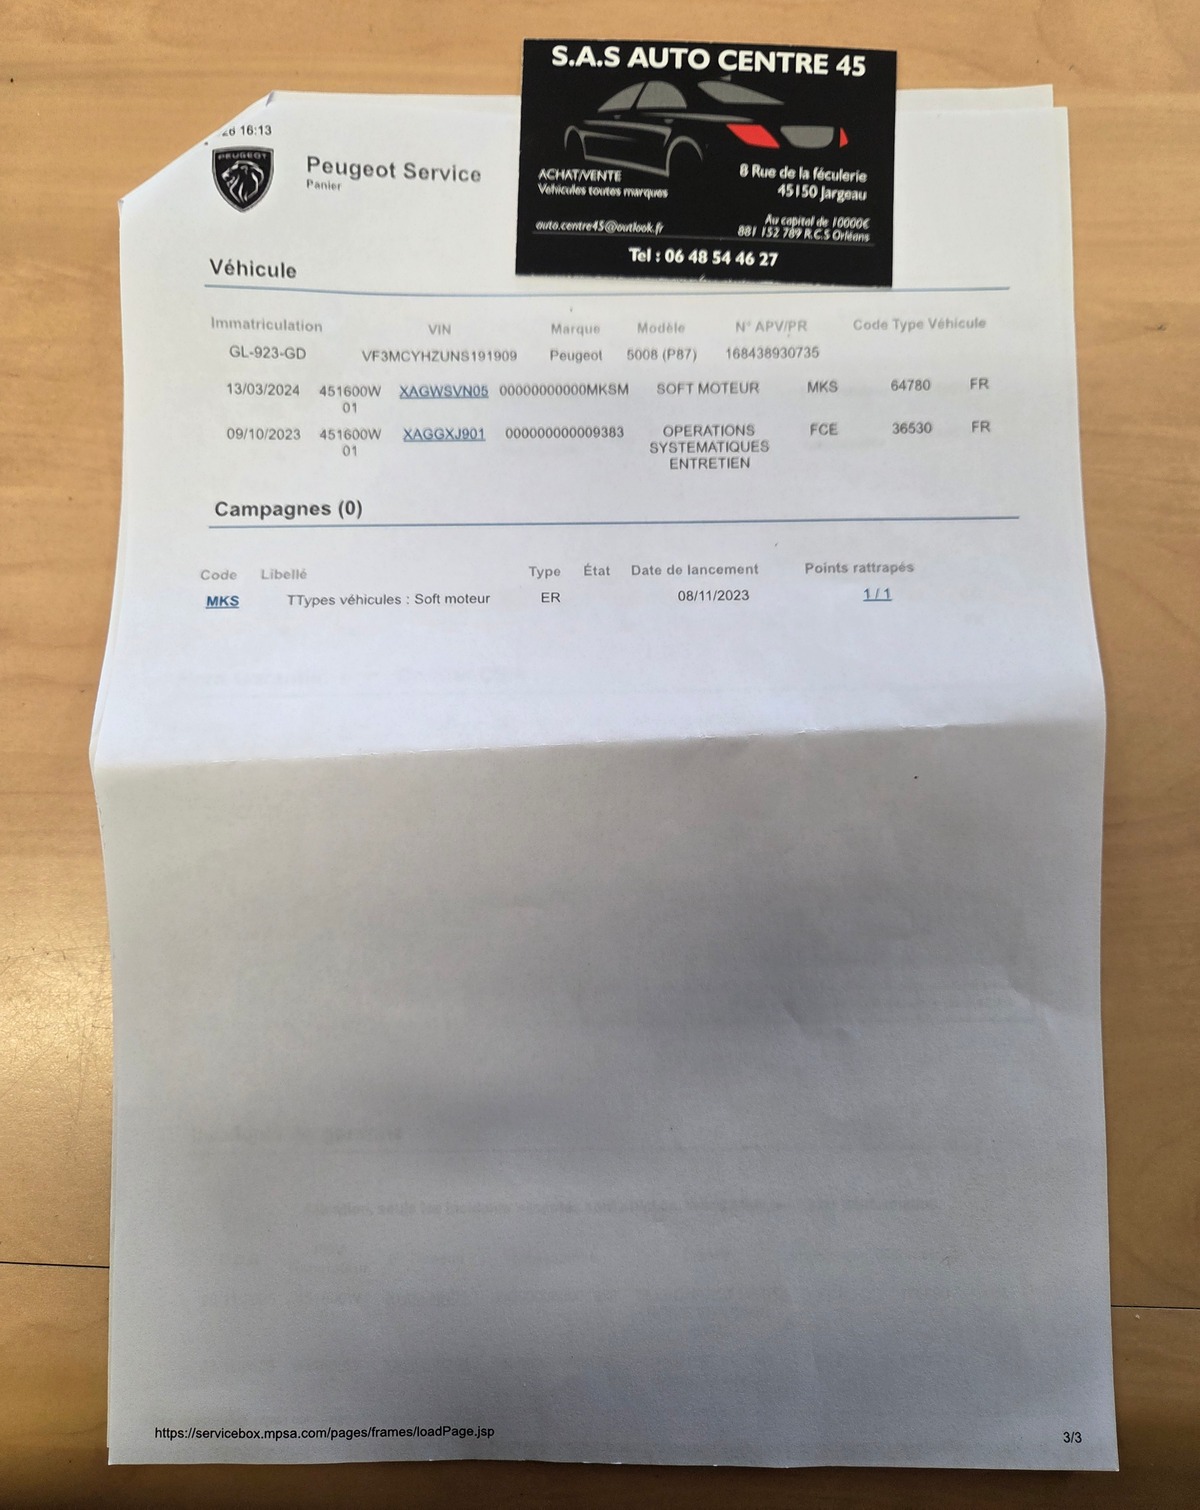 S.A.S AUTO CENTRE 45
ACHAT/VENTE
Vehicules toutes marques
8 Rue de la féculerie
45150 Jargeau
auto.centre45@outlook.fr
Au capital de 10000€
881 152 789 R.C.S Orléans
Tel : 06 48 54 46 27
26 16:13
PEUGEOT
Peugeot Service
Panier
Véhicule
Immatriculation VIN Marque Modèle N° APV/PR Code Type Véhicule
GL-923-GD VF3MCYHZUNS191909 Peugeot 5008 (P87) 168438930735
13/03/2024 451600W XAGWSVN05 00000000000MKSM SOFT MOTEUR MKS 64780 FR
01
09/10/2023 451600W XAGGXJ901 000000000009383 OPERATIONS FCE 36530 FR
01 SYSTEMATIQUES
ENTRETIEN
Campagnes (0)
Code Libellé Type État Date de lancement Points rattrapés
MKS TTypes véhicules : Soft moteur ER 08/11/2023 1 / 1
https://servicebox.mpsa.com/pages/frames/loadPage.jsp
3/3